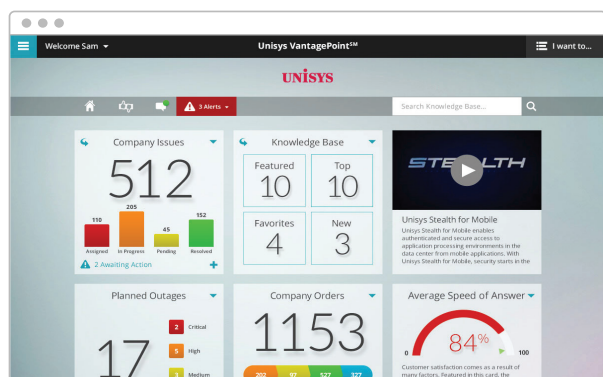 Welcome Sam
Unisys VantagePoint℠
I want to...
UNİSYS
3 Alerts
Search Knowledge Base...
Company Issues
512
110
205
45
152
Assigned
In Progress
Pending
Resolved
2 Awaiting Action
Knowledge Base
Featured
10
Top
10
Favorites
4
New
3
STEALTH
Unisys Stealth for Mobile
Unisys Stealth for Mobile enables
authenticated and secure access to
application processing environments in the
data center from mobile applications. With
Unisys Stealth for Mobile, security starts in the
Planned Outages
17
2 Critical
5 High
3 Medium
Company Orders
1153
202
97
527
327
Average Speed of Answer
84%
0
100
Customer satisfaction comes as a result of
many factors. Featured in this card, the